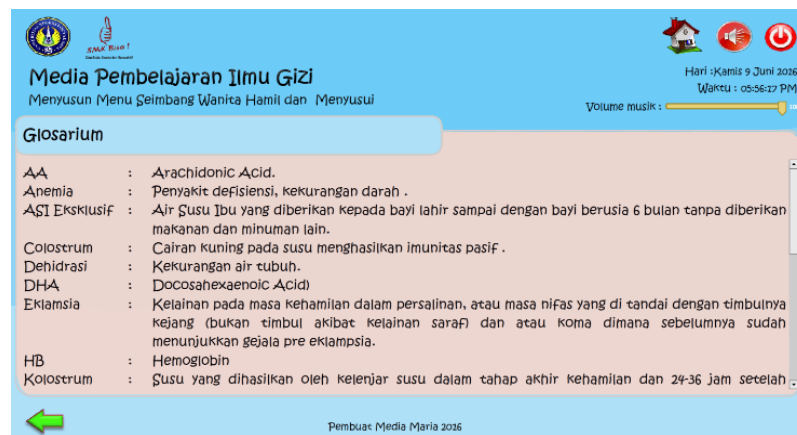 SMK Bisa !
Media Pembelajaran Ilmu Gizi
Menyusun Menu Seimbang Wanita Hamil dan Menyusui
Hari :Kamis 9 Juni 2016
Waktu : 05:56:17 PM
Volume musik :
Glosarium
AA : Arachidonic Acid.
Anemia : Penyakit defisiensi, kekurangan darah .
ASI Eksklusif : Air Susu Ibu yang diberikan kepada bayi lahir sampai dengan bayi berusia 6 bulan tanpa diberikan
makanan dan minuman lain.
Colostrum : Cairan kuning pada susu menghasilkan imunitas pasif .
Dehidrasi : Kekurangan air tubuh.
DHA : Docosahexaenoic Acid)
Eklamsia : Kelainan pada masa kehamilan dalam persalinan, atau masa nifas yang di tandai dengan timbulnya
kejang (bukan timbul akibat kelainan saraf) dan atau koma dimana sebelumnya sudah
menunjukkan gejala pre eklampsia.
HB : Hemoglobin
Kolostrum : Susu yang dihasilkan oleh kelenjar susu dalam tahap akhir kehamilan dan 24-36 jam setelah
Pembuat Media Maria 2016